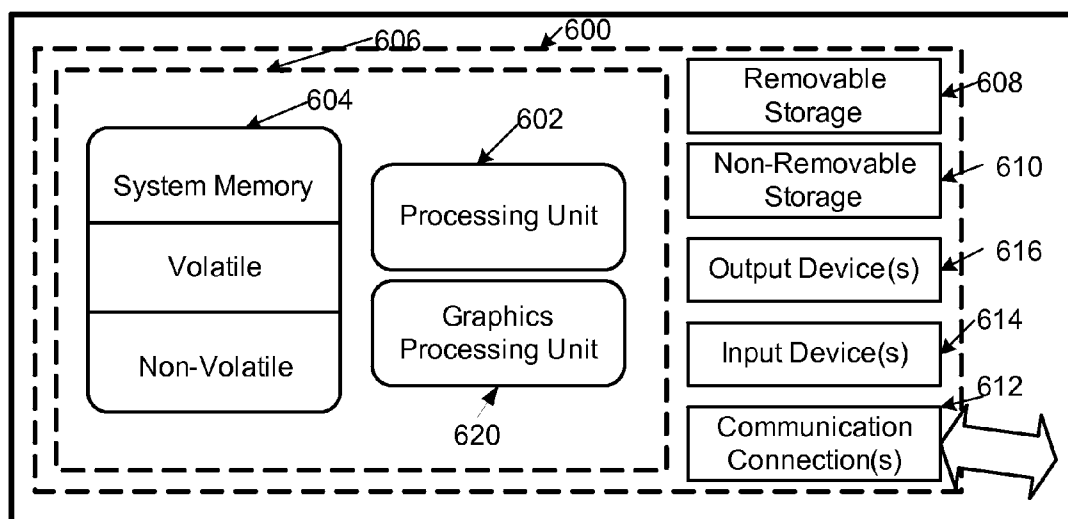 600
606
604
System Memory
Volatile
Non-Volatile
602
Processing Unit
Graphics
Processing Unit
620
Removable
Storage
608
Non-Removable
Storage
610
Output Device(s)
616
Input Device(s)
614
612
Communication
Connection(s)